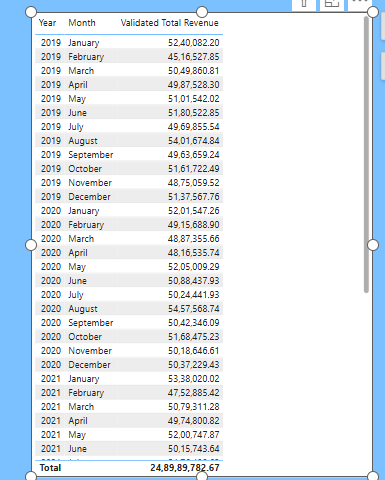 Year Month Validated Total Revenue
2019 January 52,40,082.20
2019 February 45,16,527.85
2019 March 50,49,860.81
2019 April 49,87,528.30
2019 May 51,01,542.02
2019 June 51,80,522.85
2019 July 49,69,855.54
2019 August 54,01,674.84
2019 September 49,63,659.24
2019 October 51,61,722.49
2019 November 48,75,059.52
2019 December 51,37,567.76
2020 January 52,01,547.26
2020 February 49,15,688.90
2020 March 48,87,355.66
2020 April 48,16,535.74
2020 May 52,05,009.29
2020 June 50,88,437.93
2020 July 50,24,441.93
2020 August 54,57,568.74
2020 September 50,42,346.09
2020 October 51,68,475.23
2020 November 50,18,646.61
2020 December 50,37,229.43
2021 January 53,38,020.02
2021 February 47,52,885.42
2021 March 50,79,311.28
2021 April 49,74,800.82
2021 May 52,00,747.87
2021 June 50,15,743.64
Total 24,89,89,782.67